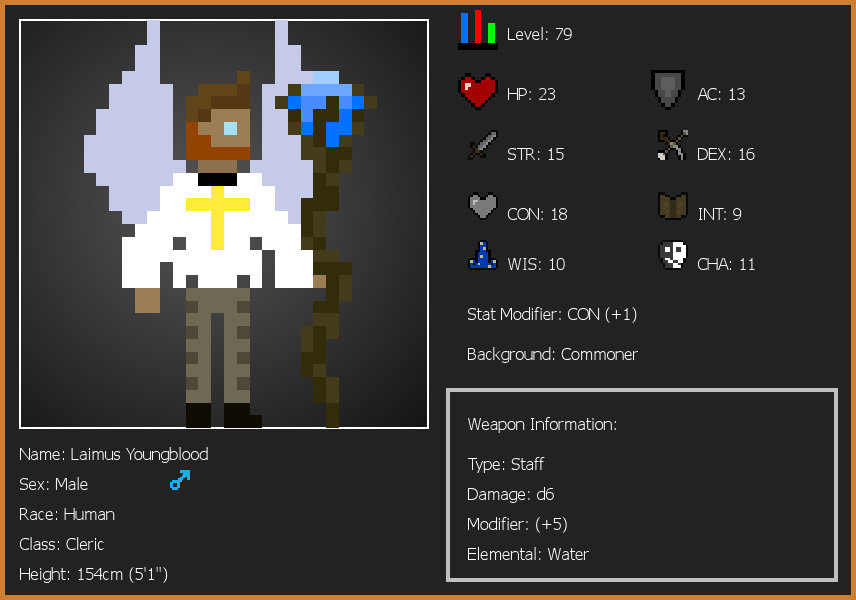 Level: 79
HP: 23
AC: 13
STR: 15
DEX: 16
CON: 18
INT: 9
WIS: 10
CHA: 11
Stat Modifier: CON (+1)
Background: Commoner
Weapon Information:
Type: Staff
Damage: d6
Modifier: (+5)
Elemental: Water
Name: Laimus Youngblood
Sex: Male
Race: Human
Class: Cleric
Height: 154cm (5'1")